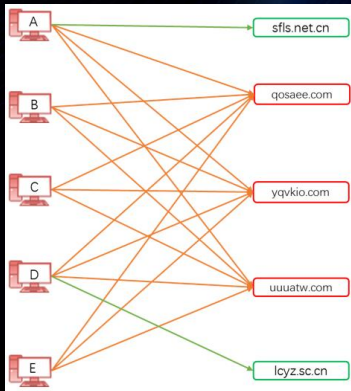 A
sfls.net.cn
qosaee.com
B
C
yqvkio.com
D
uuuatw.com
E
lcyz.sc.cn